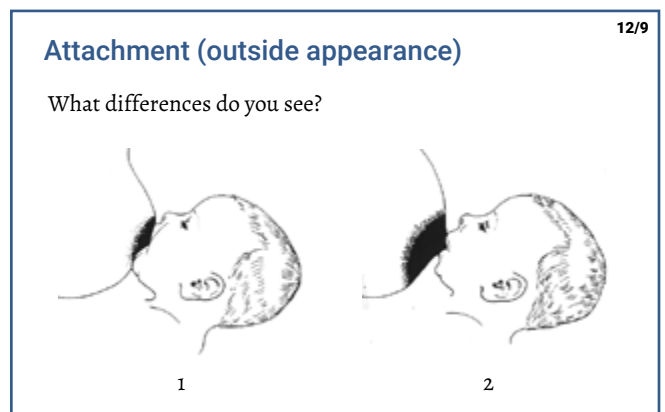 12/9
Attachment (outside appearance)
What differences do you see?
1 2